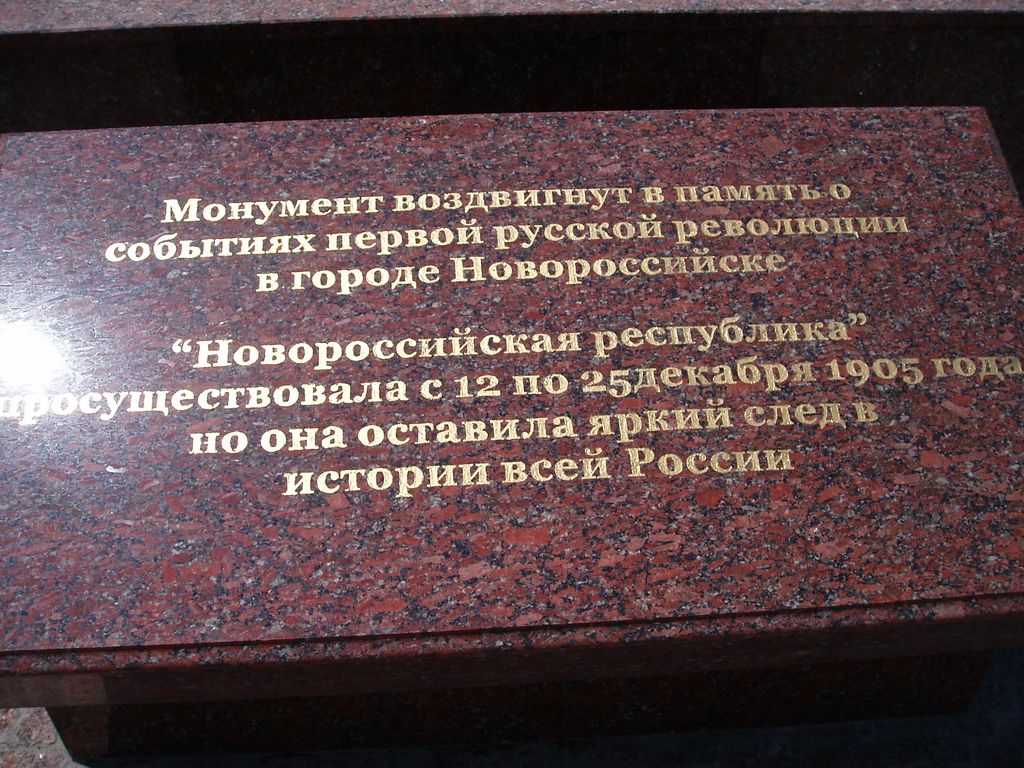 Монумент воздвигнут в память о
событиях первой русской революции
в городе Новороссийске
“Новороссийская республика”
просуществовала с 12 по 25декабря 1905 года
но она оставила яркий след в
истории всей России